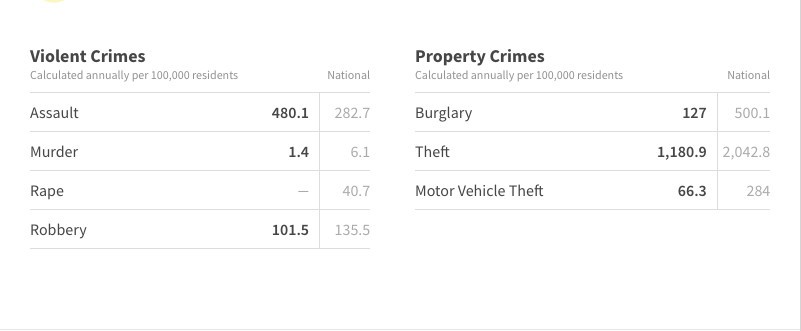 Violent Crimes
Calculated annually per 100,000 residents National
Assault 480.1 282.7
Murder 1.4 6.1
Rape — 40.7
Robbery 101.5 135.5
Property Crimes
Calculated annually per 100,000 residents National
Burglary 127 500.1
Theft 1,180.9 2,042.8
Motor Vehicle Theft 66.3 284